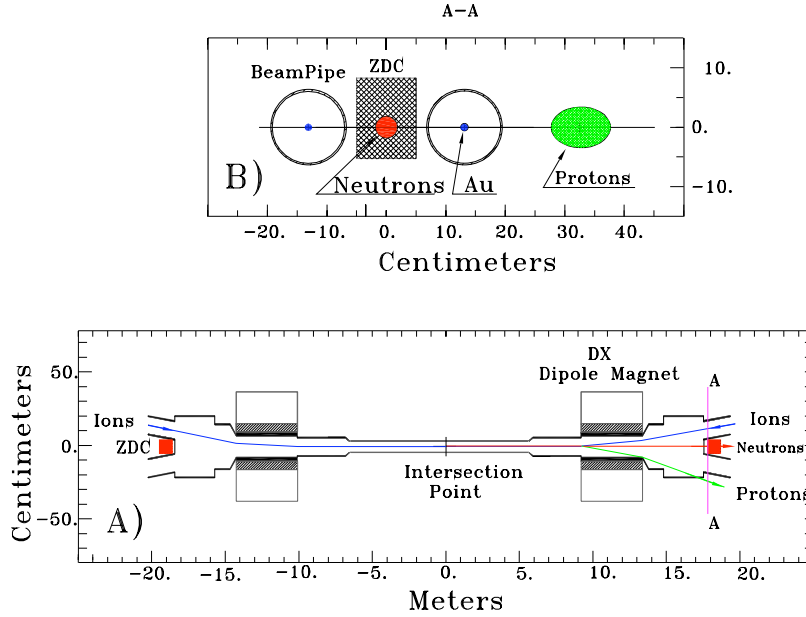 A-A
BeamPipe
ZDC
10.
0.
-10.
B)
Neutrons
Au
Protons
-20.
-10.
0.
10.
20.
30.
40.
Centimeters
Centimeters
50.
0.
-50.
DX
Dipole Magnet
A
Ions
Ions
ZDC
Neutrons
Intersection
Point
Protons
A)
A
-20.
-15.
-10.
-5.
0.
5.
10.
15.
20.
Meters